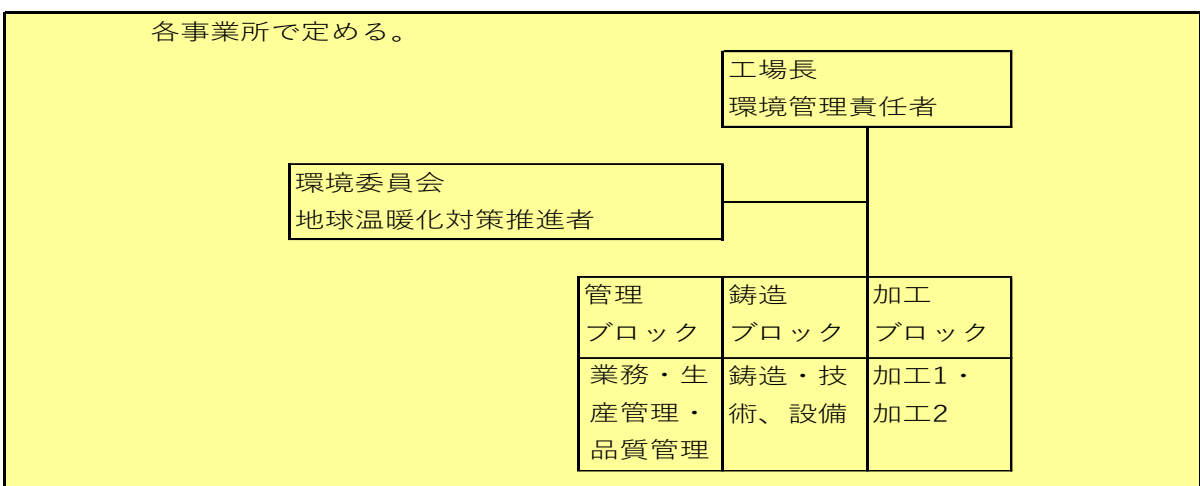 各事業所で定める。
工場長
環境管理責任者
環境委員会
地球温暖化対策推進者
管理
ブロック
鋳造
ブロック
加工
ブロック
業務・生
産管理・
品質管理
鋳造・技
術、設備
加工1・
加工2